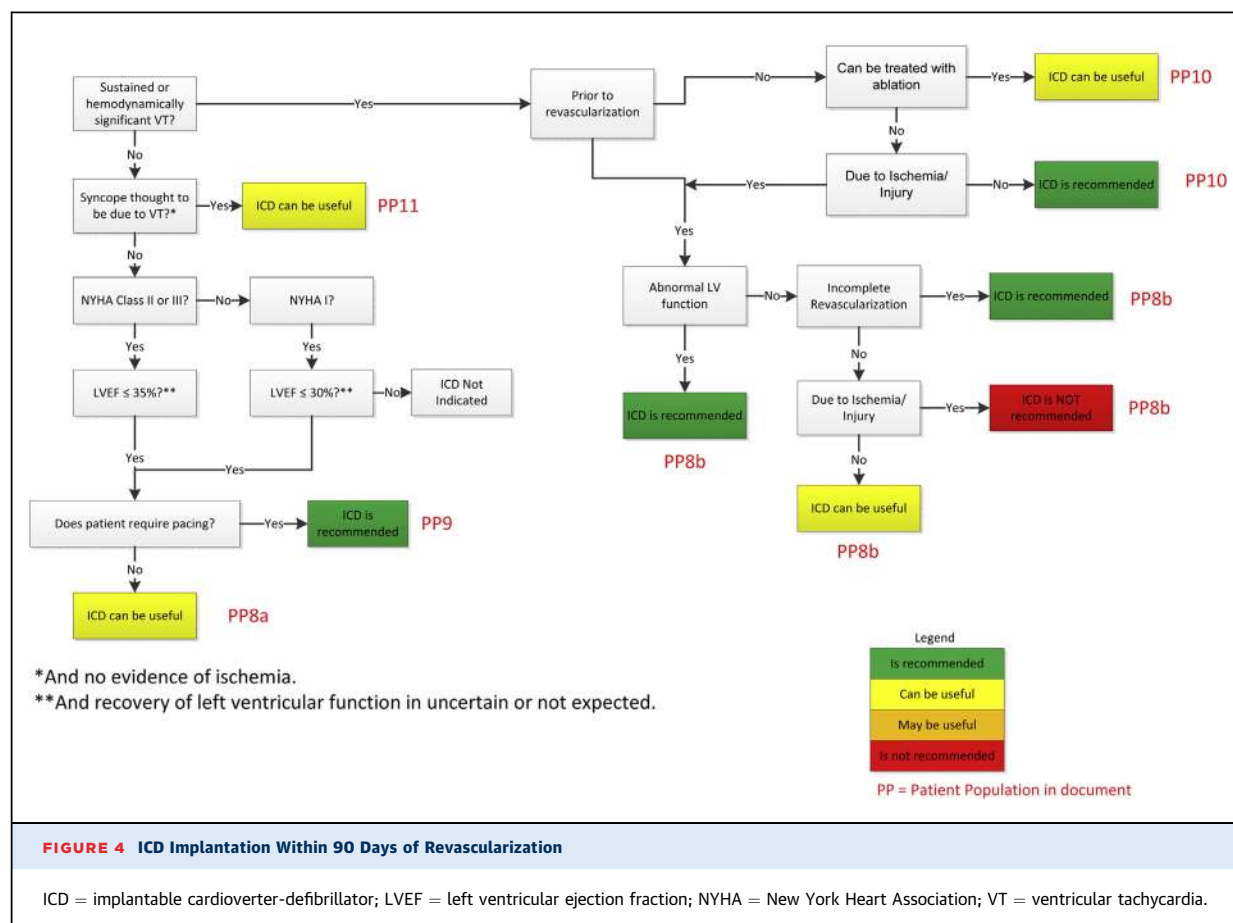 Sustained or
hemodynamically
significant VT?
Yes
Prior to
revascularization
No
Can be treated with
ablation
Yes
ICD can be useful
PP10
No
No
Syncope thought to
be due to VT?*
Yes
ICD can be useful
PP11
Yes
Due to Ischemia/
Injury
No
ICD is recommended
PP10
No
Yes
NYHA Class II or III?
No
NYHA I?
Abnormal LV
function
No
Incomplete
Revascularization
Yes
ICD is recommended
PP8b
Yes
Yes
Yes
No
LVEF ≤ 35%?**
LVEF ≤ 30%?**
No
ICD Not
Indicated
ICD is recommended
PP8b
Due to Ischemia/
Injury
Yes
ICD is NOT
recommended
PP8b
Yes
Yes
No
Does patient require pacing?
Yes
ICD is
recommended
PP9
ICD can be useful
PP8b
No
ICD can be useful
PP8a
*And no evidence of ischemia.
**And recovery of left ventricular function in uncertain or not expected.
Legend
Is recommended
Can be useful
May be useful
Is not recommended
PP = Patient Population in document
FIGURE 4 ICD Implantation Within 90 Days of Revascularization
ICD = implantable cardioverter-defibrillator; LVEF = left ventricular ejection fraction; NYHA = New York Heart Association; VT = ventricular tachycardia.